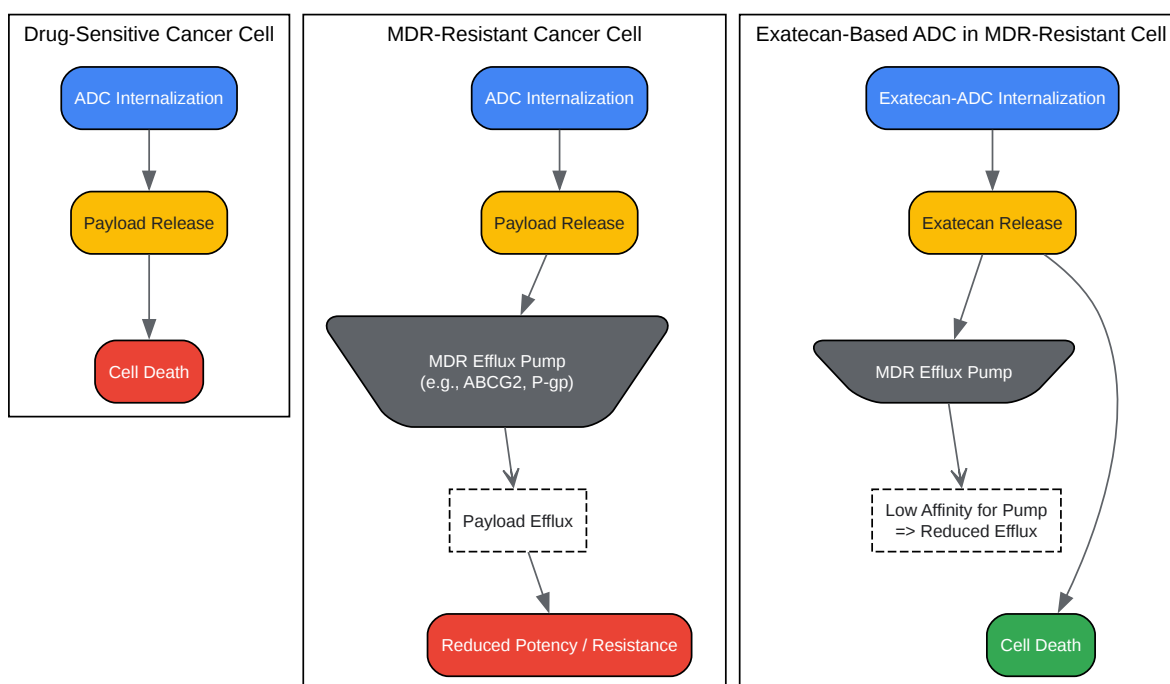 Drug-Sensitive Cancer Cell
ADC Internalization
Payload Release
Cell Death
MDR-Resistant Cancer Cell
ADC Internalization
Payload Release
MDR Efflux Pump
(e.g., ABCG2, P-gp)
Payload Efflux
Reduced Potency / Resistance
Exatecan-Based ADC in MDR-Resistant Cell
Exatecan-ADC Internalization
Exatecan Release
MDR Efflux Pump
Low Affinity for Pump
=> Reduced Efflux
Cell Death